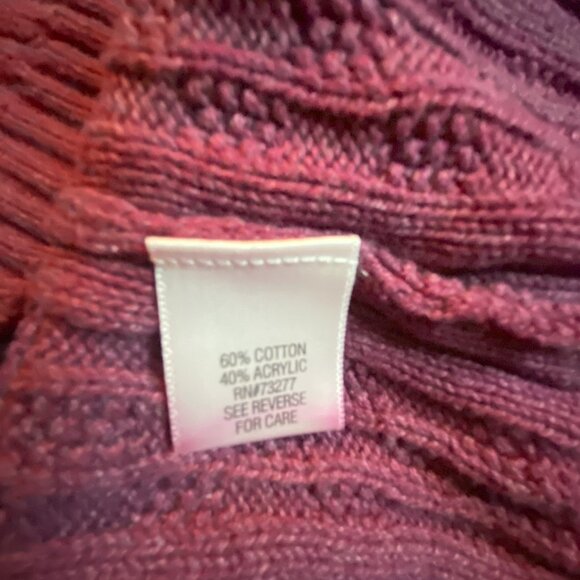 60% COTTON
40% ACRYLIC
RN#73277
SEE REVERSE
FOR CARE